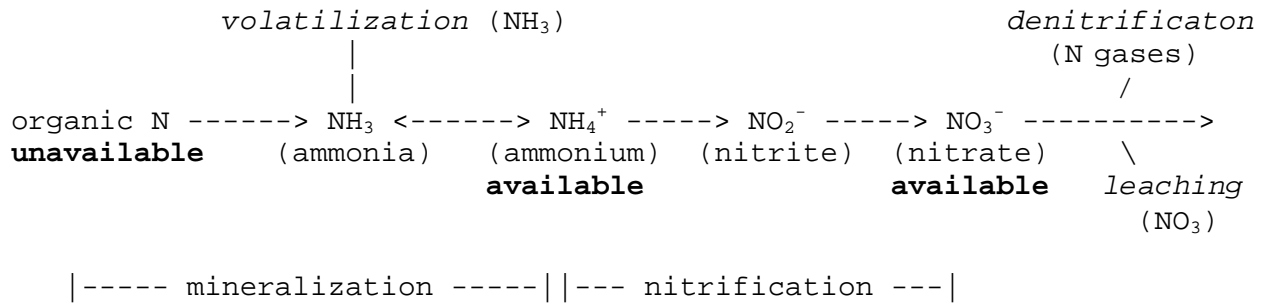 volatilization (NH₃) denitrificaton
| (N gases)
| /
organic N ------> NH₃ <------> NH₄⁺ -----> NO₂⁻ -----> NO₃⁻ ---------->
unavailable (ammonia) (ammonium) (nitrite) (nitrate) \
available available leaching
(NO₃)
|----- mineralization -----||--- nitrification ---|